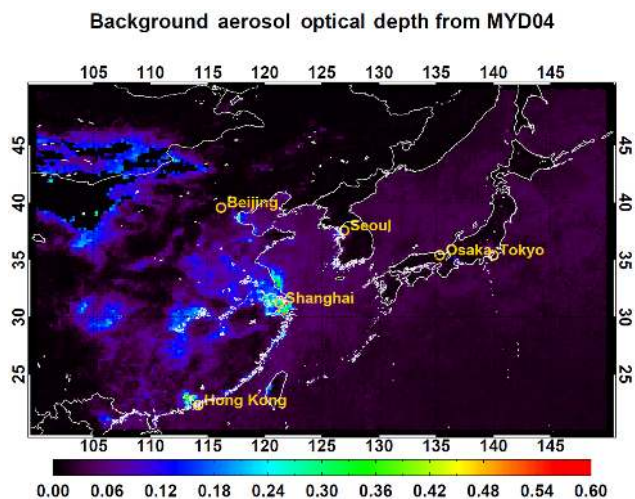 Background aerosol optical depth from MYD04
105 110 115 120 125 130 135 140 145
45
40
35
30
25
Beijing
Seoul
Osaka Tokyo
Shanghai
Hong Kong
105 110 115 120 125 130 135 140 145
45
40
35
30
25
0.00 0.06 0.12 0.18 0.24 0.30 0.36 0.42 0.48 0.54 0.60